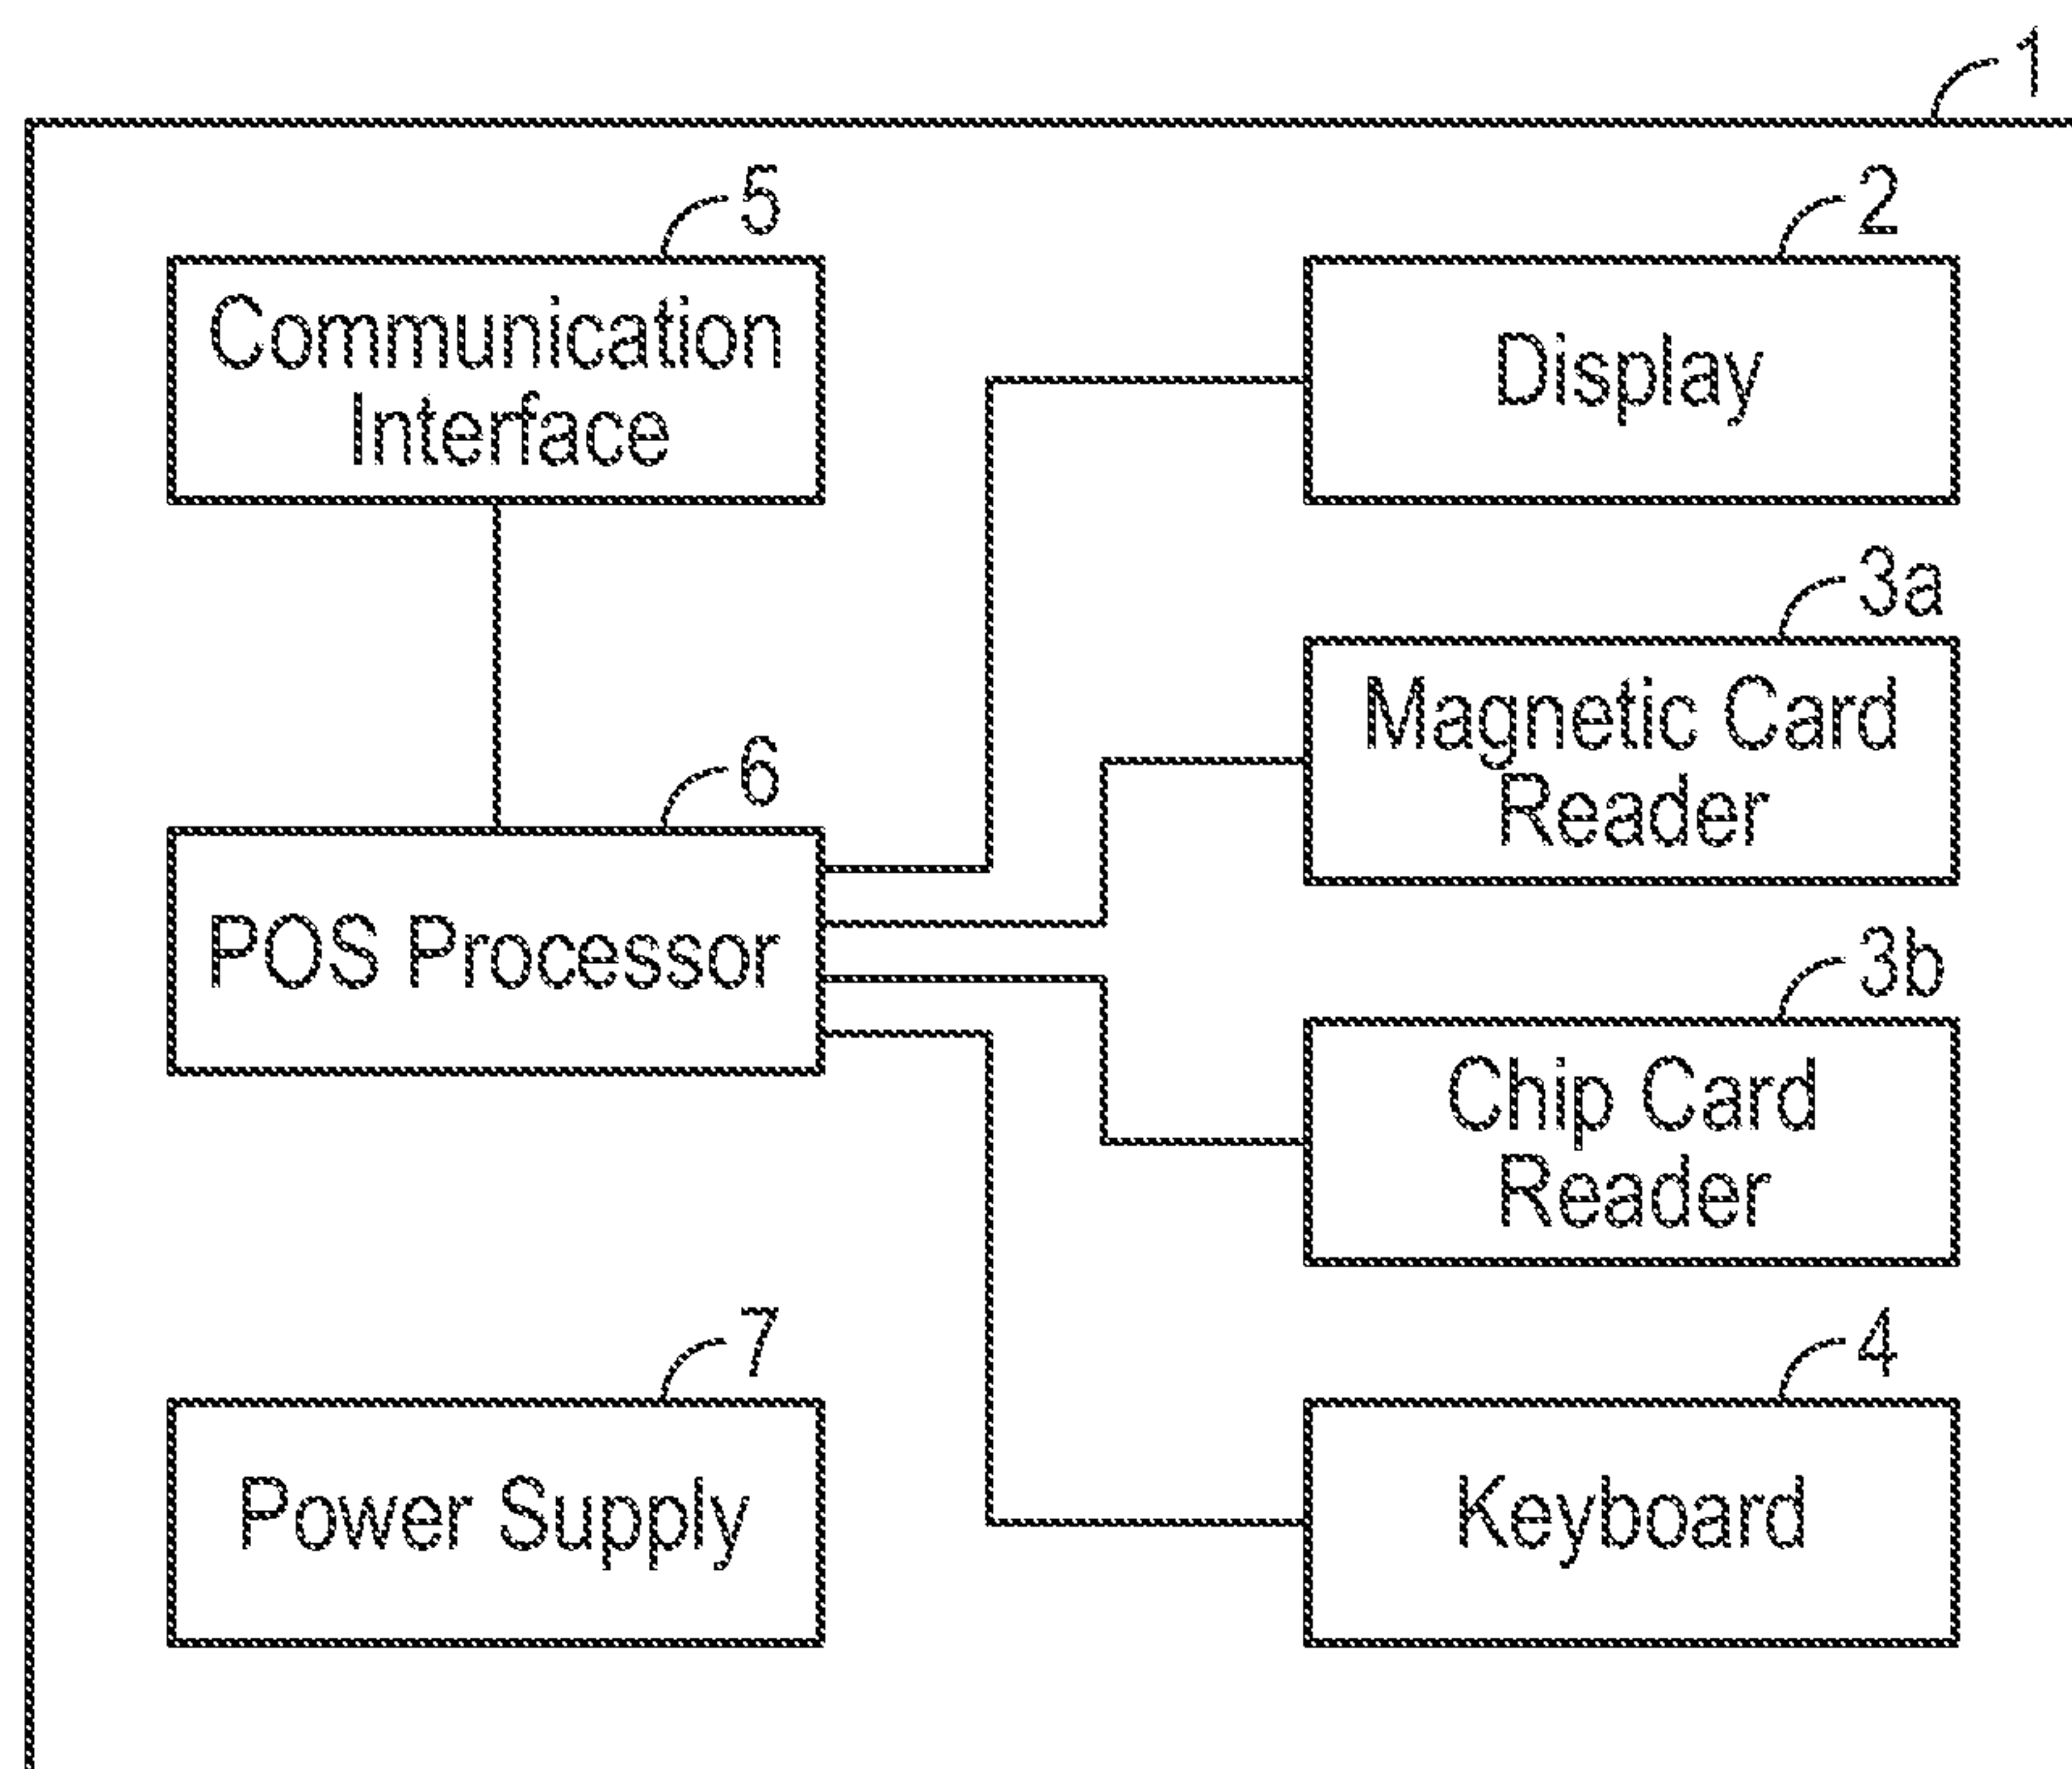 1
5
Communication
Interface
2
Display
3a
Magnetic Card
Reader
6
POS Processor
3b
Chip Card
Reader
7
Power Supply
4
Keyboard